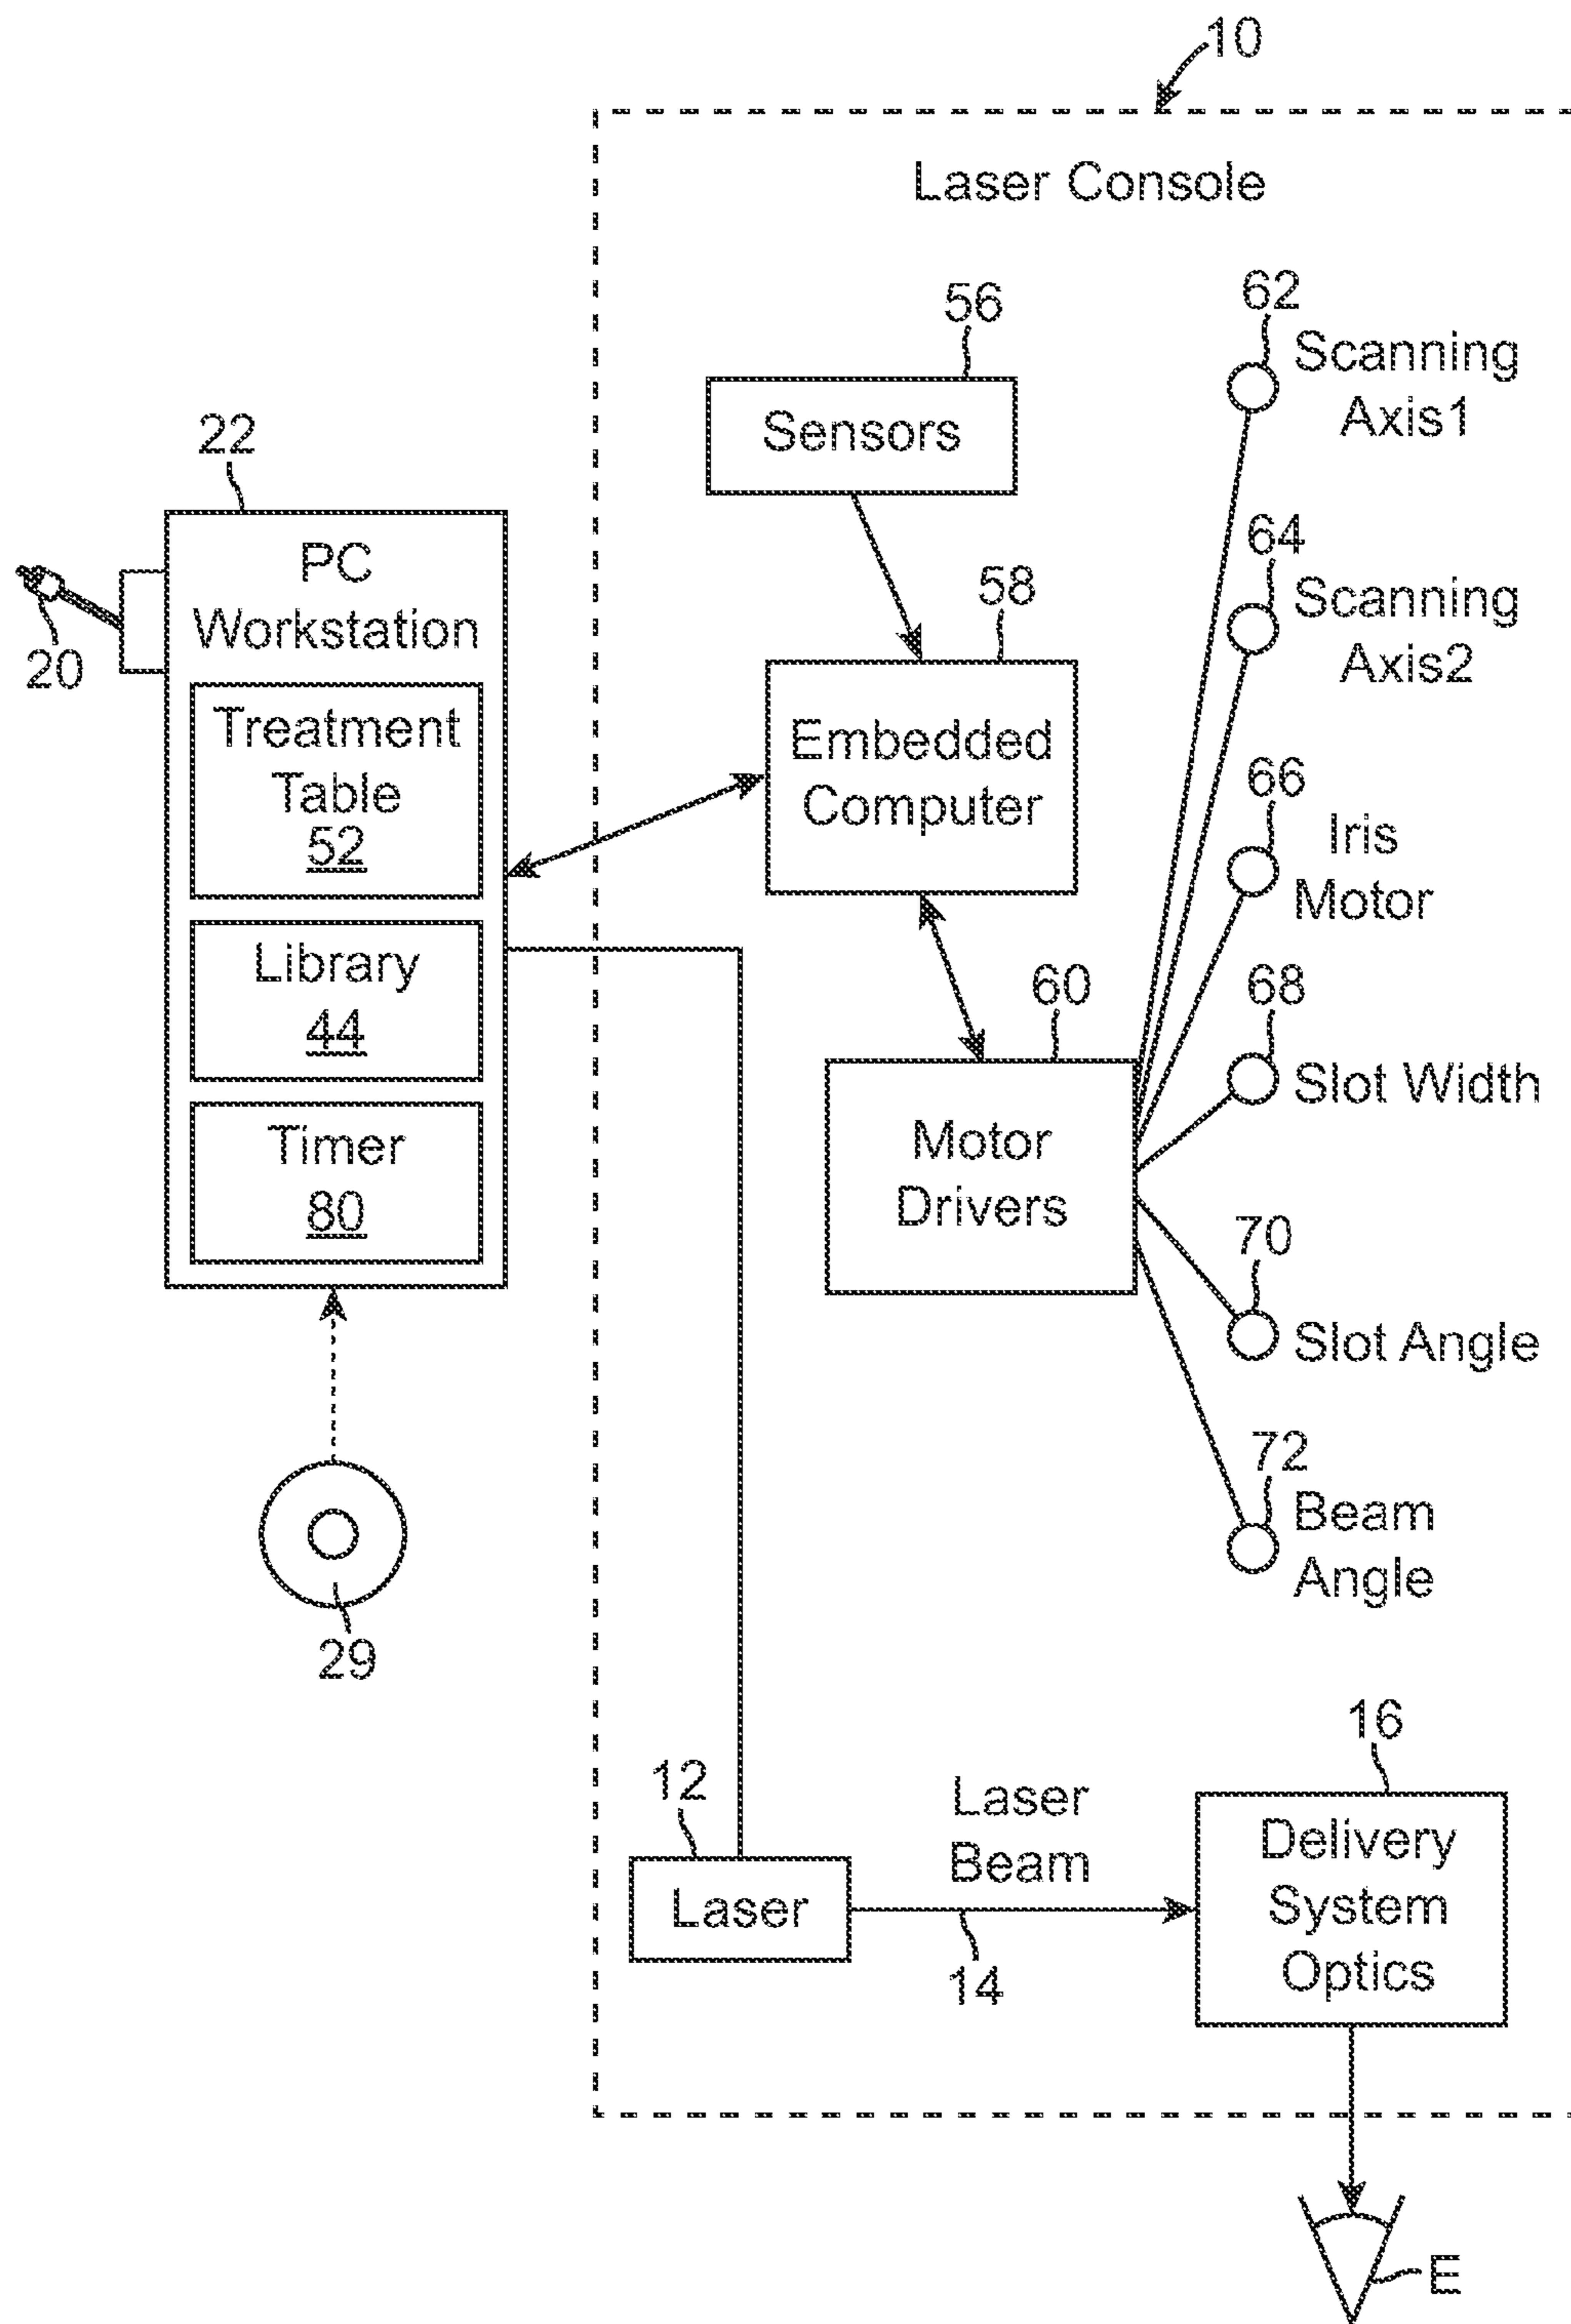 10
Laser Console
62
Scanning
Axis1
56
Sensors
22
PC
Workstation
20
64
Scanning
Axis2
58
Embedded
Computer
Treatment
Table
52
66
Iris
Motor
Library
44
60
68
Slot Width
Motor
Drivers
Timer
80
70
Slot Angle
72
Beam
Angle
29
16
12
Laser
Laser
Beam
14
Delivery
System
Optics
E